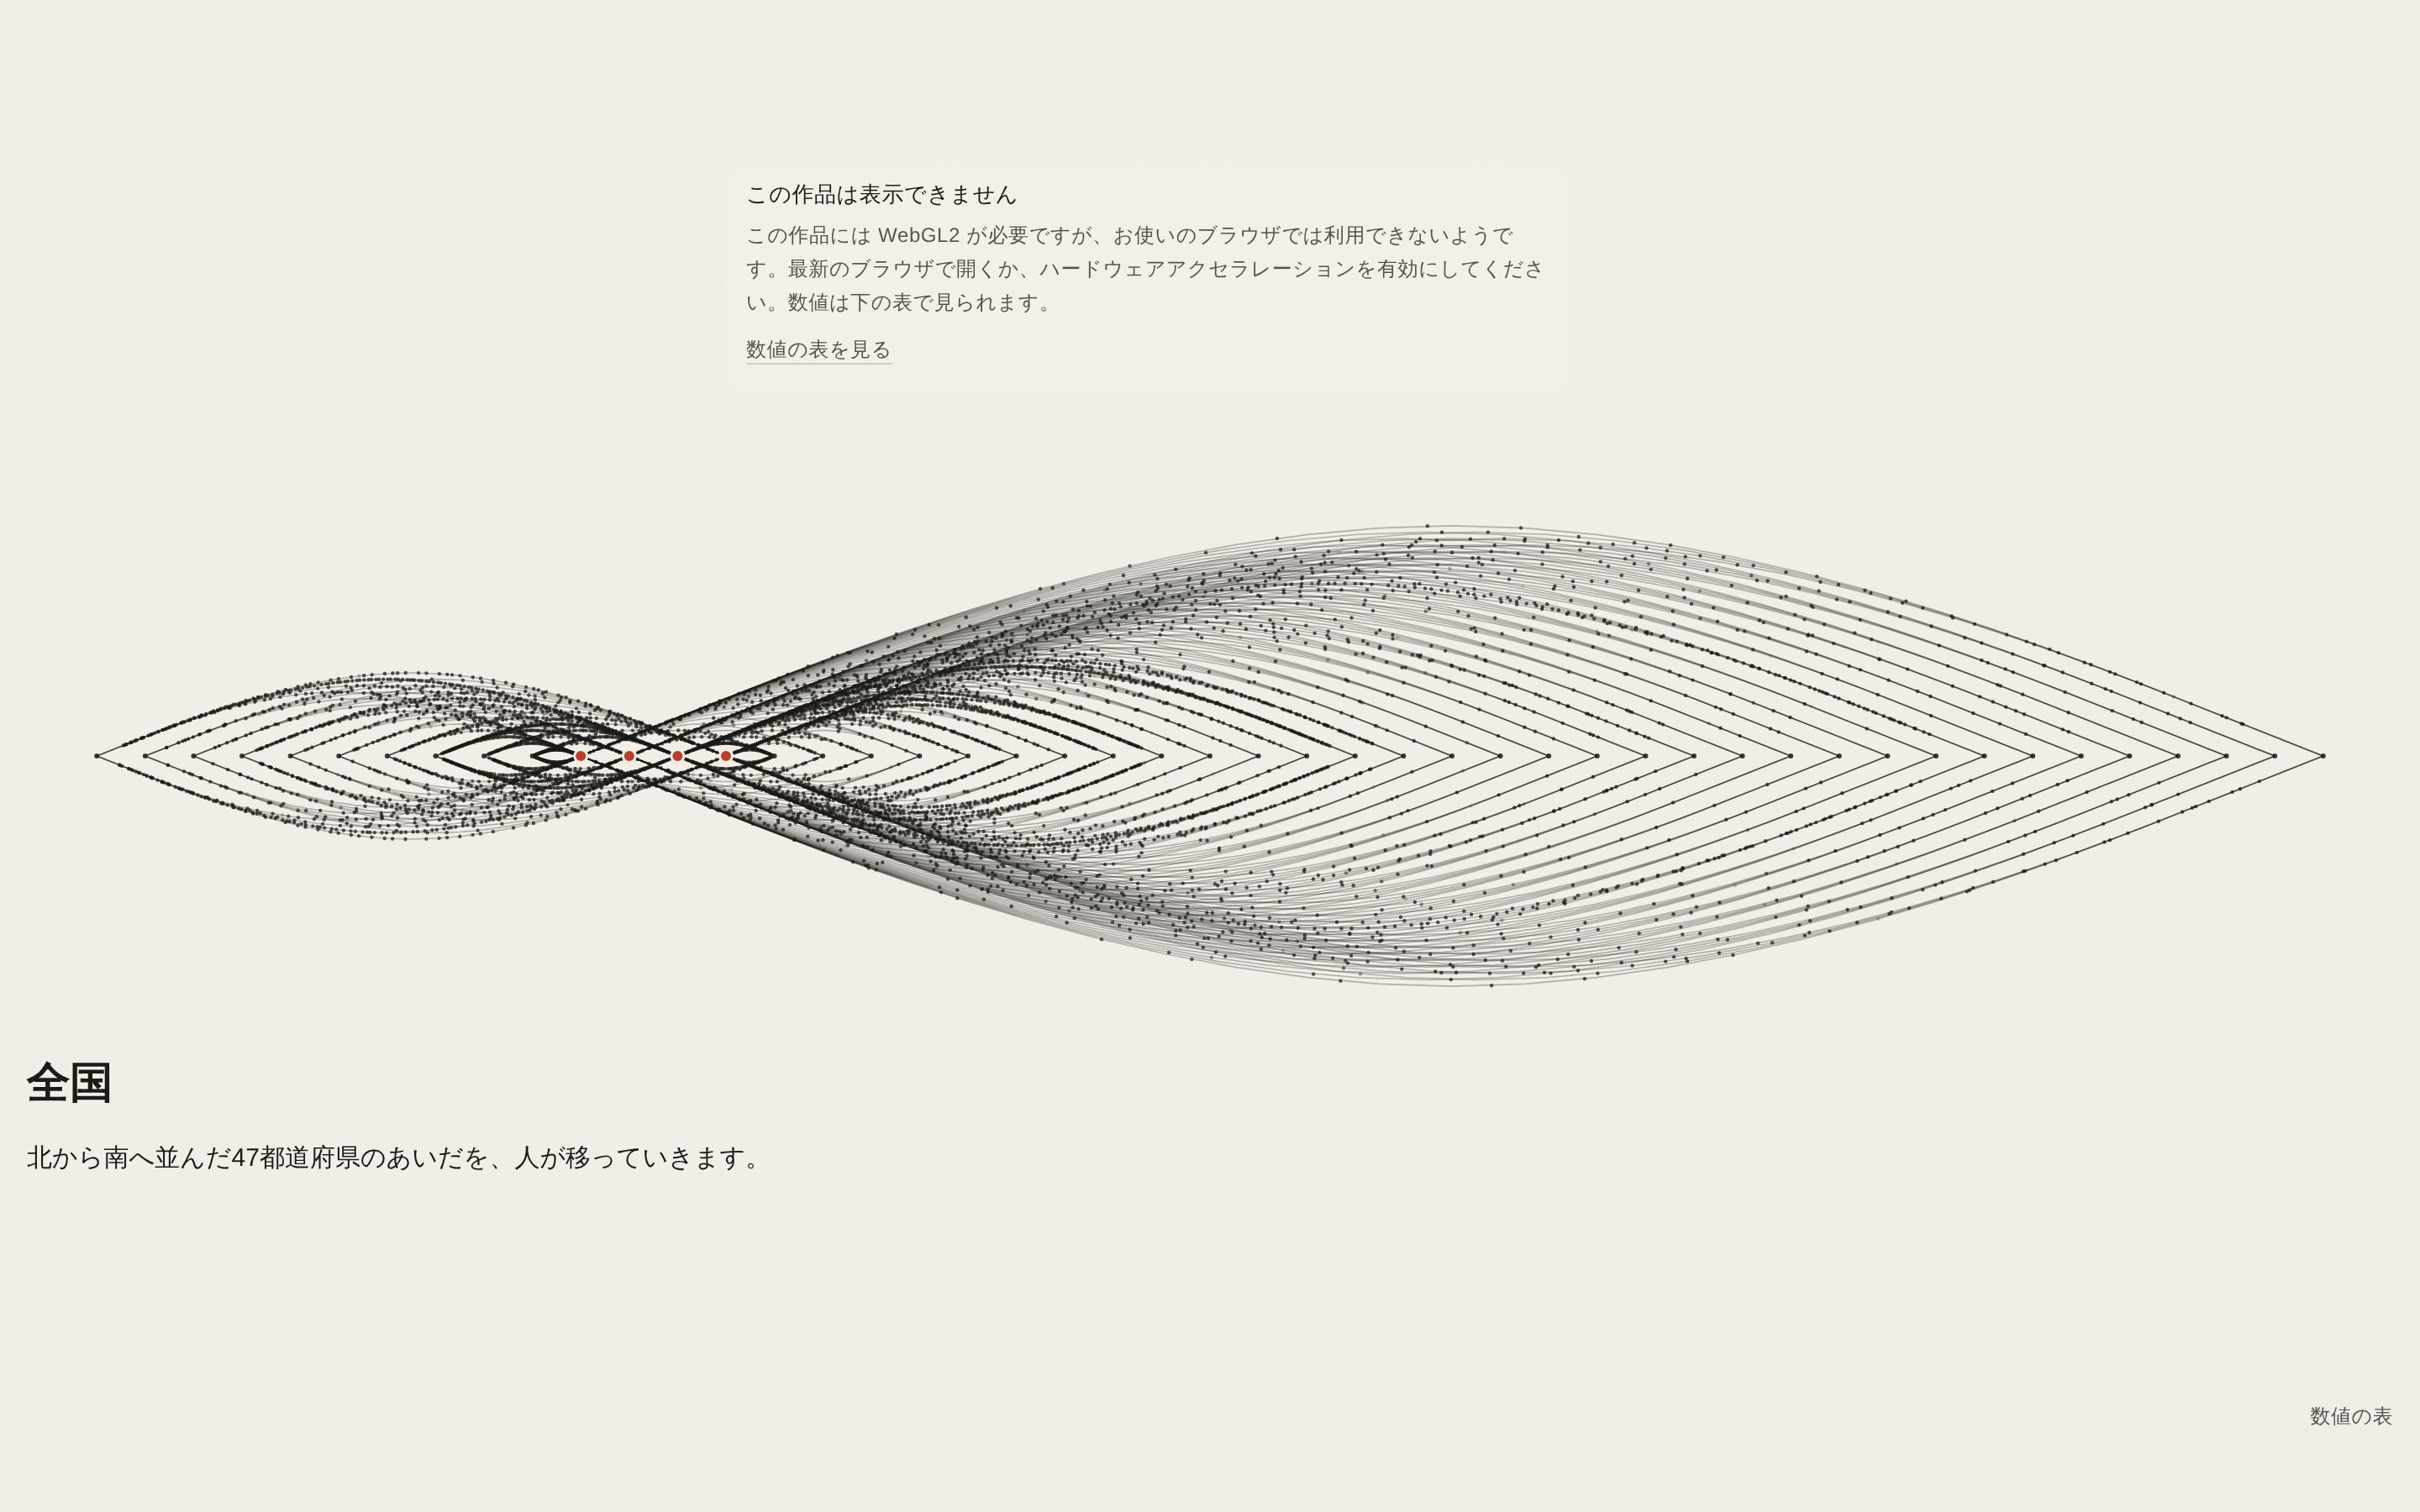 この作品は表示できません
この作品には WebGL2 が必要ですが、お使いのブラウザでは利用できないようで
す。最新のブラウザで開くか、ハードウェアアクセラレーションを有効にしてくださ
い。数値は下の表で見られます。
数値の表を見る
全国
北から南へ並んだ47都道府県のあいだを、人が移っていきます。
数値の表